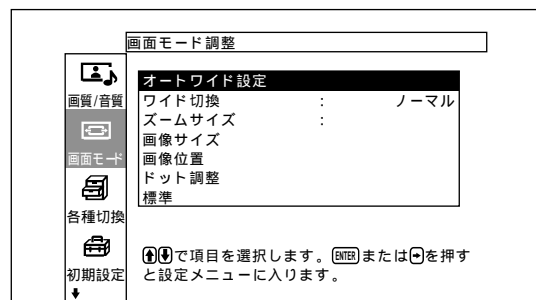 画面モード調整
画質/音質
画面モード
各種切換
初期設定
オートワイド設定
ワイド切換 : ノーマル
ズームサイズ :
画像サイズ
画像位置
ドット調整
標準
で項目を選択します。ENTERまたは を押す
と設定メニューに入ります。